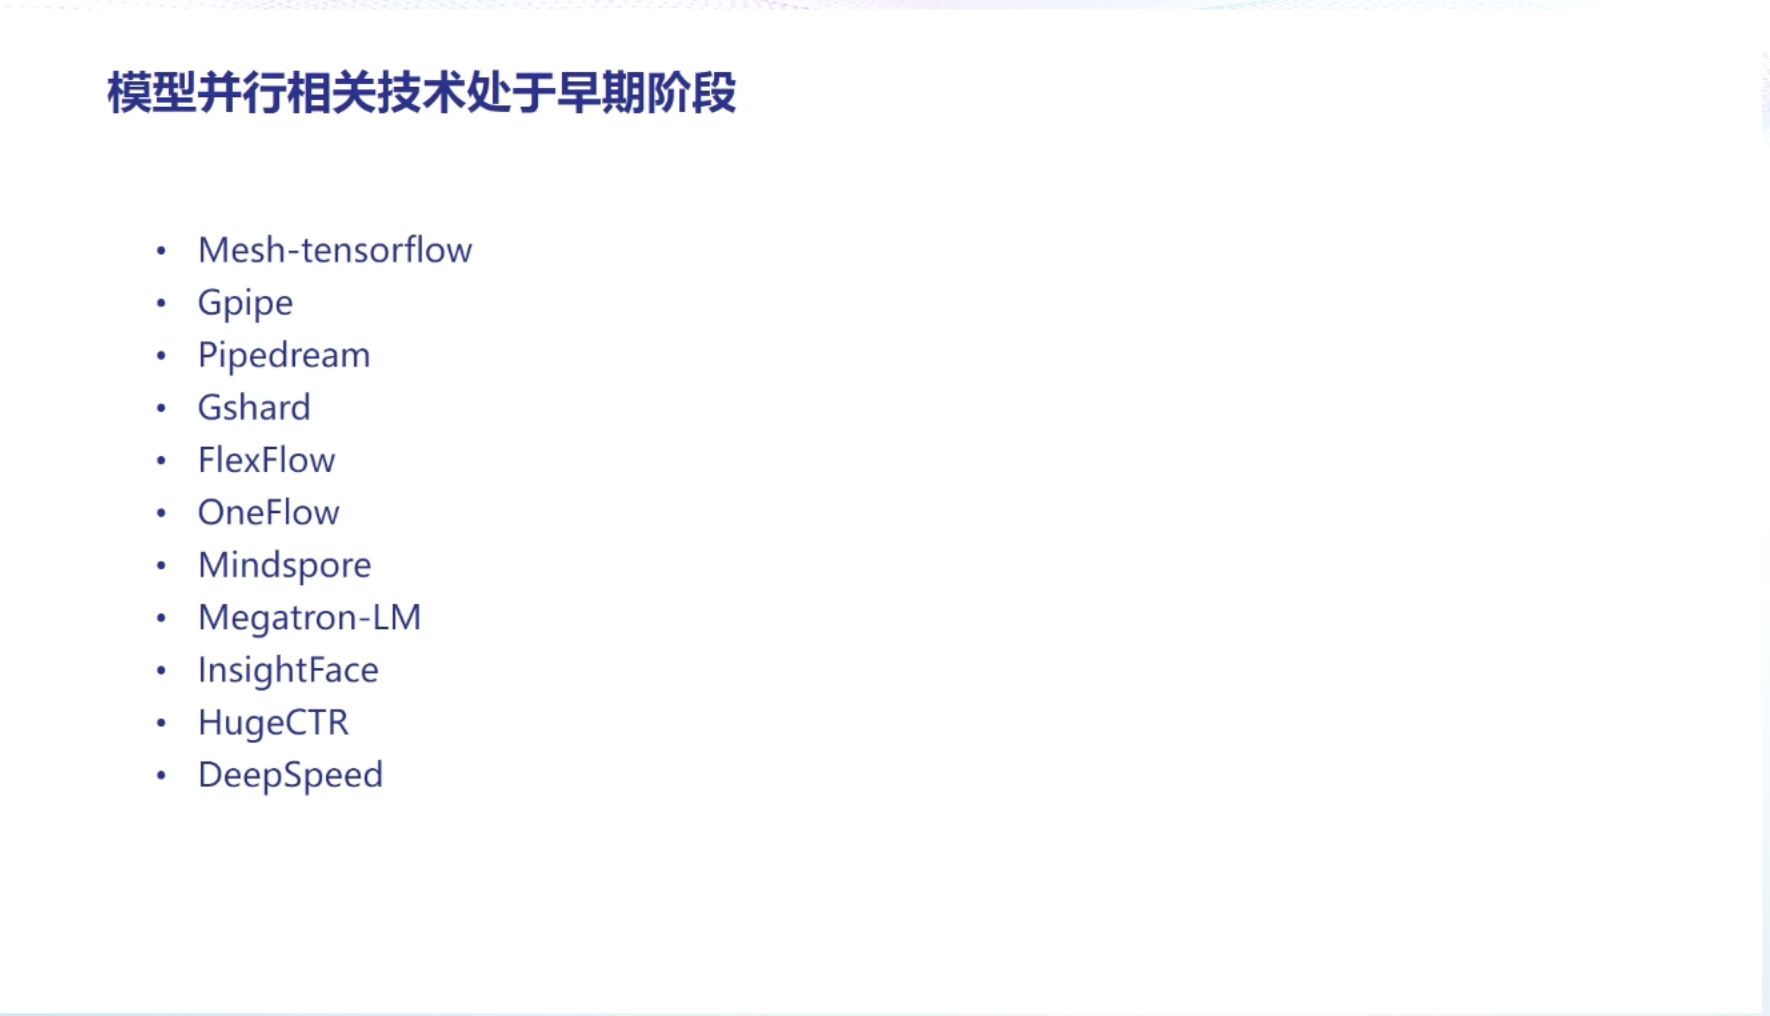 模型并行相关技术处于早期阶段
• Mesh-tensorflow
• Gpipe
• Pipedream
• Gshard
• FlexFlow
• OneFlow
• Mindspore
• Megatron-LM
• InsightFace
• HugeCTR
• DeepSpeed